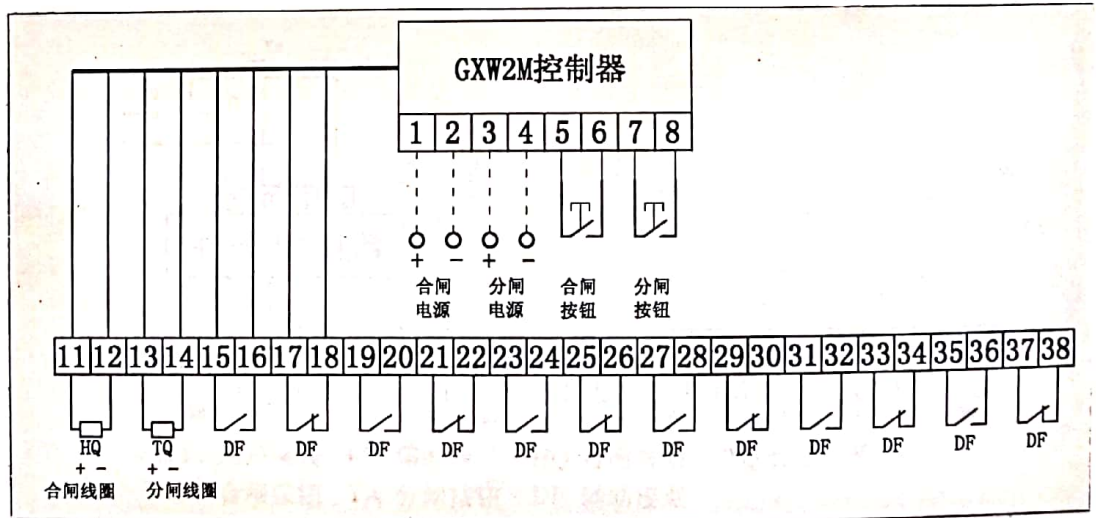 GXW2M控制器
1 2 3 4 5 6 7 8
+ - + -
合闸 分闸 合闸 分闸
电源 电源 按钮 按钮
11 12 13 14 15 16 17 18 19 20 21 22 23 24 25 26 27 28 29 30 31 32 33 34 35 36 37 38
HQ TQ DF DF DF DF DF DF DF DF DF DF DF DF
+ - + -
合闸线圈 分闸线圈